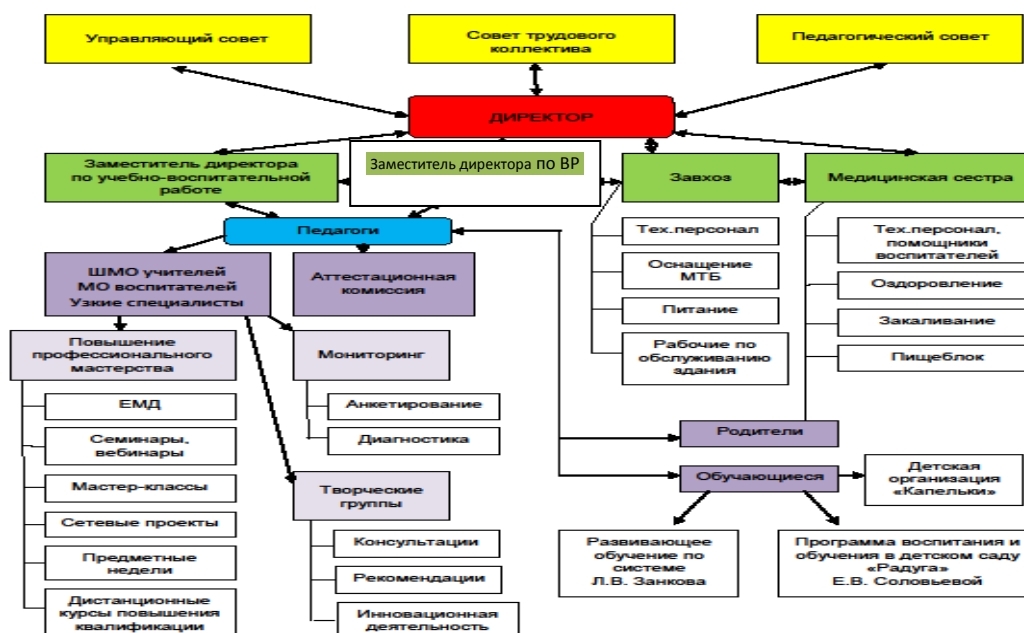 Управляющий совет
Совет трудового
коллектива
Педагогический совет
ДИРЕКТОР
Заместитель директора
по учебно-воспитательной
работе
Заместитель директора по ВР
Завхоз
Медицинская сестра
Педагоги
Тех.персонал
Оснащение
МТБ
Питание
Рабочие по
обслуживанию
здания
Тех.персонал,
помощники
воспитателей
Оздоровление
Закаливание
Пищеблок
ШМО учителей
МО воспитателей
Узкие специалисты
Аттестационная
комиссия
Повышение
профессионального
мастерства
ЕМД
Семинары,
вебинары
Мастер-классы
Сетевые проекты
Предметные
недели
Дистанционные
курсы повышения
квалификации
Мониторинг
Анкетирование
Диагностика
Творческие
группы
Консультации
Рекомендации
Инновационная
деятельность
Родители
Обучающиеся
Детская
организация
«Капельки»
Развивающее
обучение по
системе
Л.В. Занкова
Программа воспитания и
обучения в детском саду
«Радуга»
Е.В. Соловьевой